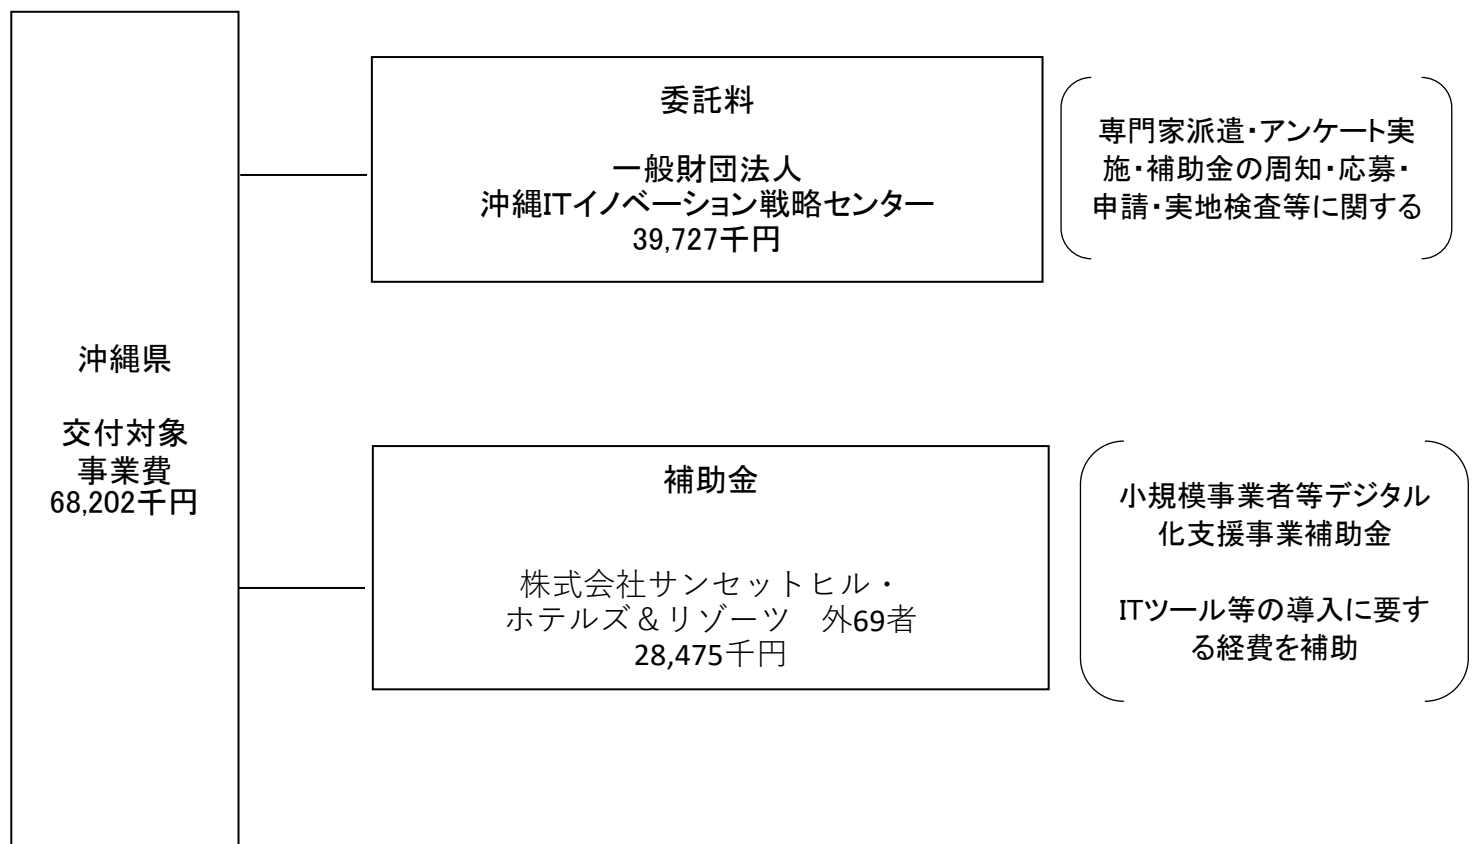 沖縄県
交付対象
事業費
68,202千円
委託料
一般財団法人
沖縄ITイノベーション戦略センター
39,727千円
専門家派遣・アンケート実
施・補助金の周知・応募・
申請・実地検査等に関する
補助金
株式会社サンセットヒル・
ホテルズ＆リゾーツ　外69者
28,475千円
小規模事業者等デジタル
化支援事業補助金
ITツール等の導入に要す
る経費を補助